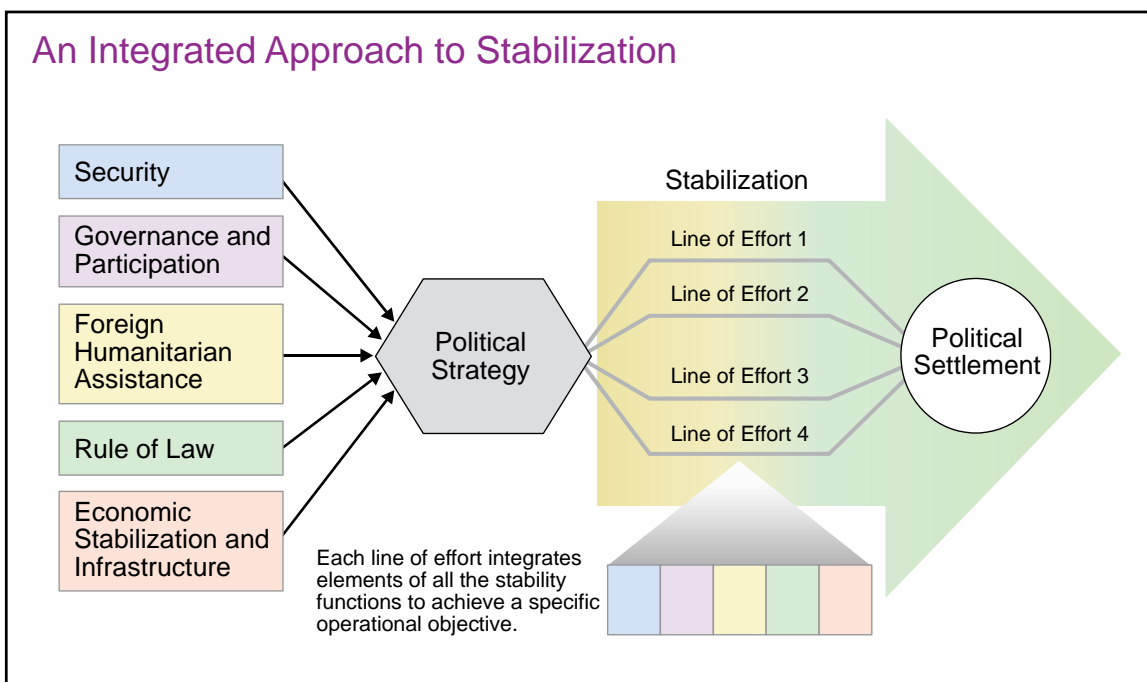 An Integrated Approach to Stabilization
Security
Governance and
Participation
Foreign
Humanitarian
Assistance
Rule of Law
Economic
Stabilization and
Infrastructure
Political
Strategy
Stabilization
Line of Effort 1
Line of Effort 2
Line of Effort 3
Line of Effort 4
Political
Settlement
Each line of effort integrates
elements of all the stability
functions to achieve a specific
operational objective.